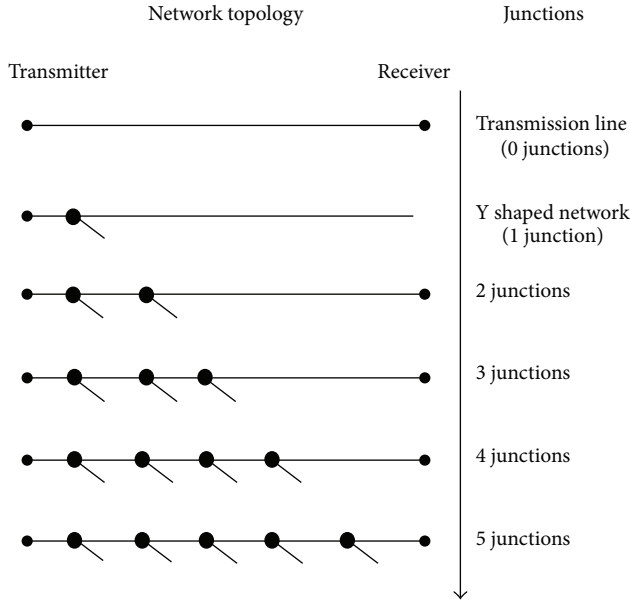 Network topology
Junctions
Transmitter
Receiver
Transmission line
(0 junctions)
Y shaped network
(1 junction)
2 junctions
3 junctions
4 junctions
5 junctions